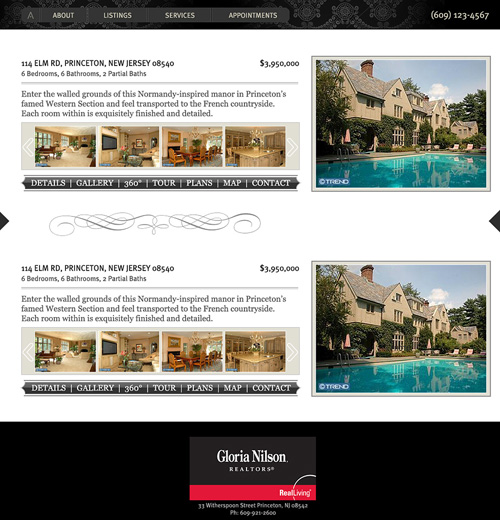 ABOUT LISTINGS SERVICES APPOINTMENTS (609) 123-4567
114 ELM RD, PRINCETON, NEW JERSEY 08540 $3,950,000
6 Bedrooms, 6 Bathrooms, 2 Partial Baths
Enter the walled grounds of this Normandy-inspired manor in Princeton's
famed Western Section and feel transported to the French countryside.
Each room within is exquisitely finished and detailed.
DETAILS | GALLERY | 360° | TOUR | PLANS | MAP | CONTACT
©TREND
114 ELM RD, PRINCETON, NEW JERSEY 08540 $3,950,000
6 Bedrooms, 6 Bathrooms, 2 Partial Baths
Enter the walled grounds of this Normandy-inspired manor in Princeton's
famed Western Section and feel transported to the French countryside.
Each room within is exquisitely finished and detailed.
DETAILS | GALLERY | 360° | TOUR | PLANS | MAP | CONTACT
©TREND
Gloria Nilson
REALTORS®
RealLiving
33 Witherspoon Street Princeton, NJ 08542
Ph: 609-921-2600